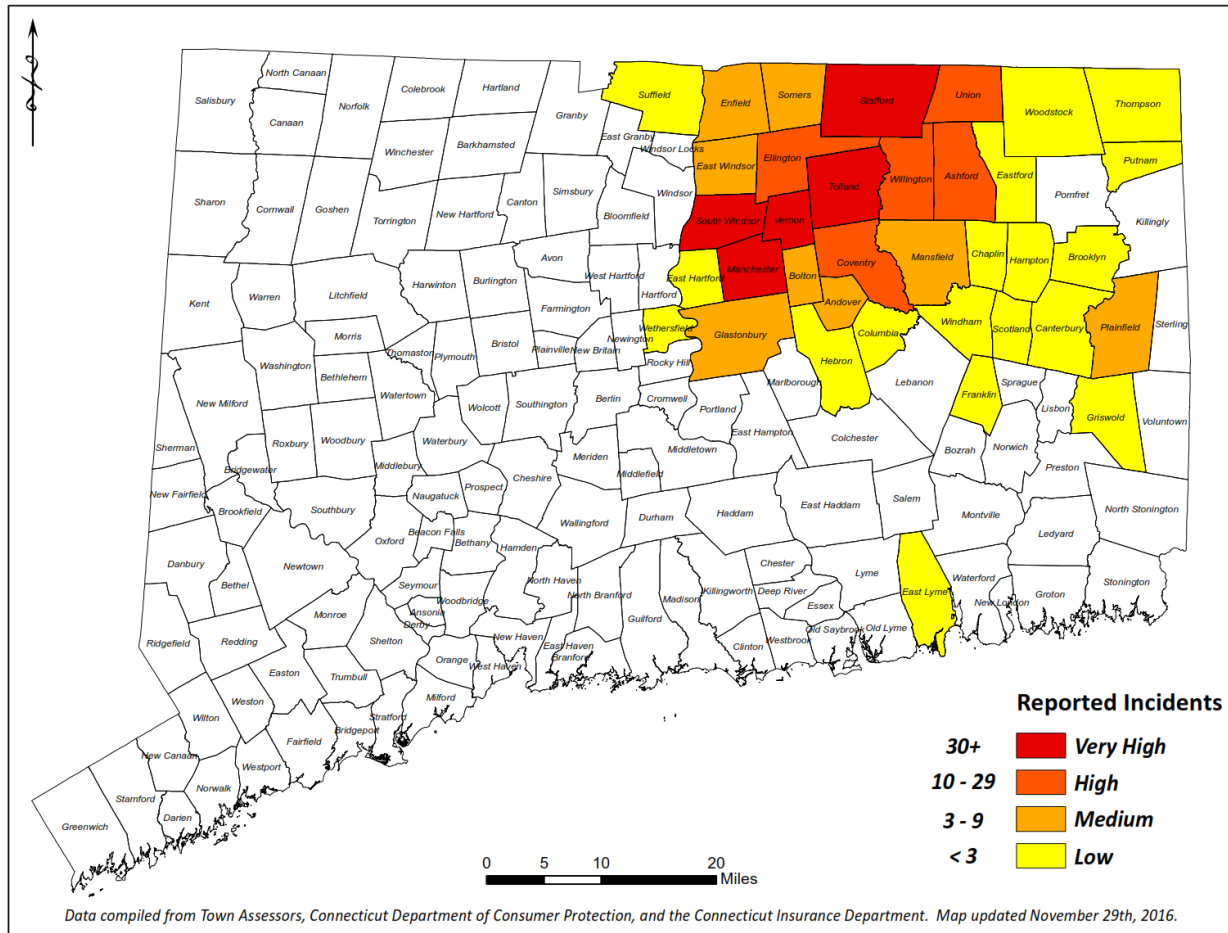 North Canaan
Colebrook
Hartland
Salisbury
Norfolk
Canaan
Granby
Suffield
Enfield
Somers
Stafford
Union
Woodstock
Thompson
East Granby
Windsor Locks
Winchester
Barkhamsted
East Windsor
Ellington
Putnam
Sharon
Cornwall
Goshen
Torrington
New Hartford
Canton
Simsbury
Bloomfield
Windsor
Tolland
Willington
Ashford
Eastford
Pomfret
Killingly
South Windsor
Vernon
Avon
West Hartford
Hartford
East Hartford
Manchester
Bolton
Coventry
Mansfield
Chaplin
Hampton
Brooklyn
Kent
Warren
Litchfield
Harwinton
Burlington
Farmington
Andover
Morris
Wethersfield
Newington
Glastonbury
Columbia
Windham
Scotland
Canterbury
Plainfield
Sterling
Washington
Bethlehem
Thomaston
Plymouth
Bristol
Plainville
New Britain
Rocky Hill
Hebron
Marlborough
Lebanon
Franklin
Sprague
Lisbon
Griswold
Voluntown
New Milford
Watertown
Wolcott
Southington
Berlin
Cromwell
Portland
East Hampton
Colchester
Bozrah
Norwich
Preston
Sherman
Roxbury
Woodbury
Waterbury
Bridgewater
Middlebury
Meriden
Middlefield
Middletown
New Fairfield
Brookfield
Southbury
Naugatuck
Prospect
Cheshire
Wallingford
Durham
Haddam
East Haddam
Salem
Montville
North Stonington
Ledyard
Oxford
Beacon Falls
Bethany
Hamden
Danbury
Bethel
Newtown
Seymour
Woodbridge
North Haven
North Branford
Guilford
Madison
Killingworth
Chester
Deep River
Essex
Lyme
East Lyme
Waterford
New London
Groton
Stonington
Monroe
Ansonia
Derby
Shelton
Ridgefield
Redding
Easton
Trumbull
Orange
New Haven
West Haven
East Haven
Branford
Clinton
Westbrook
Old Saybrook
Old Lyme
Milford
Weston
Wilton
Stratford
Bridgeport
Fairfield
New Canaan
Westport
Norwalk
Stamford
Darien
Greenwich
Reported Incidents
30+ Very High
10 - 29 High
3 - 9 Medium
< 3 Low
0 5 10 20
Miles
Data compiled from Town Assessors, Connecticut Department of Consumer Protection, and the Connecticut Insurance Department. Map updated November 29th, 2016.